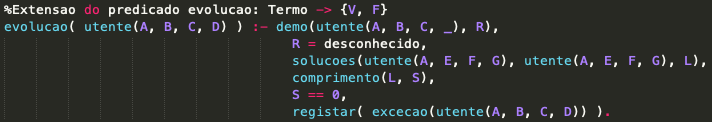 %Extensao do predicado evolucao: Termo -> {V, F}
evolucao( utente(A, B, C, D) ) :- demo(utente(A, B, C, _), R),
R = desconhecido,
solucoes(utente(A, E, F, G), utente(A, E, F, G), L),
comprimento(L, S),
S == 0,
registar( excecao(utente(A, B, C, D)) ).